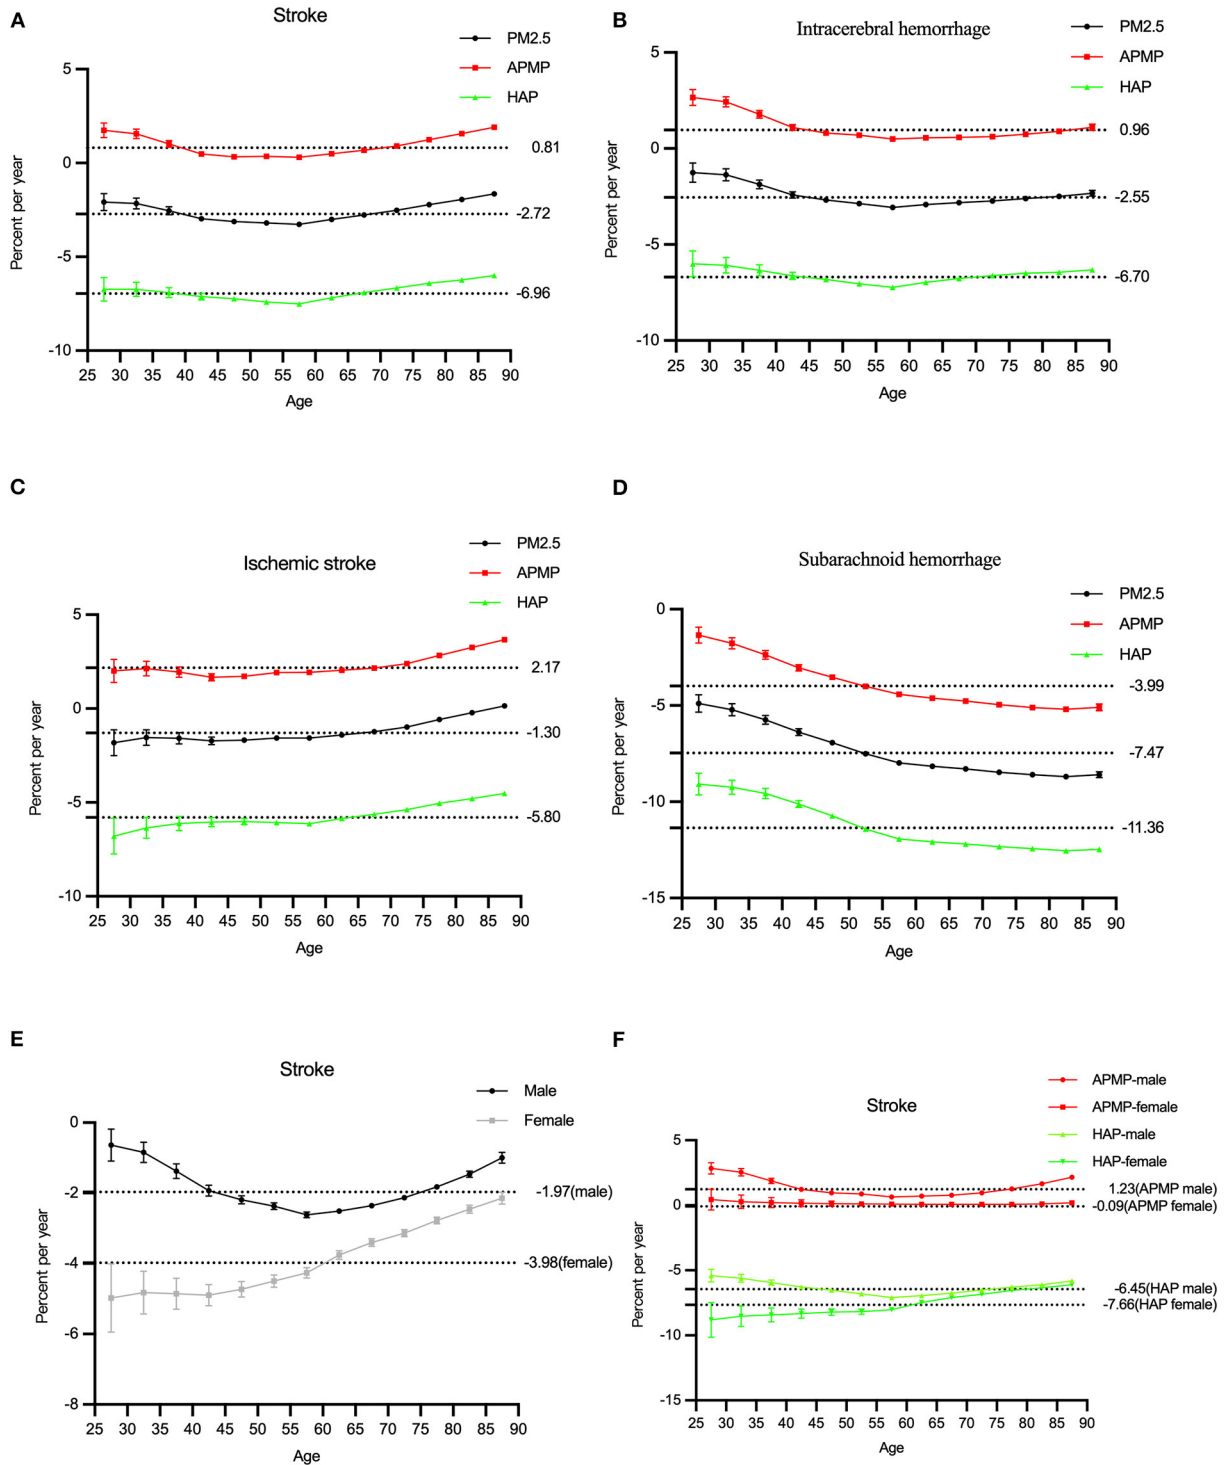 A
Stroke
PM2.5
APMP
HAP
Percent per year
5
0
-5
-10
0.81
-2.72
-6.96
25 30 35 40 45 50 55 60 65 70 75 80 85 90
Age
B
Intracerebral hemorrhage
PM2.5
APMP
HAP
Percent per year
5
0
-5
-10
0.96
-2.55
-6.70
25 30 35 40 45 50 55 60 65 70 75 80 85 90
Age
C
Ischemic stroke
PM2.5
APMP
HAP
Percent per year
5
0
-5
-10
2.17
-1.30
-5.80
25 30 35 40 45 50 55 60 65 70 75 80 85 90
Age
D
Subarachnoid hemorrhage
PM2.5
APMP
HAP
Percent per year
0
-5
-10
-15
-3.99
-7.47
-11.36
25 30 35 40 45 50 55 60 65 70 75 80 85 90
Age
E
Stroke
Male
Female
Percent per year
0
-2
-4
-6
-8
-1.97(male)
-3.98(female)
25 30 35 40 45 50 55 60 65 70 75 80 85 90
Age
F
Stroke
APMP-male
APMP-female
HAP-male
HAP-female
Percent per year
5
0
-5
-10
-15
1.23(APMP male)
-0.09(APMP female)
-6.45(HAP male)
-7.66(HAP female)
25 30 35 40 45 50 55 60 65 70 75 80 85 90
Age